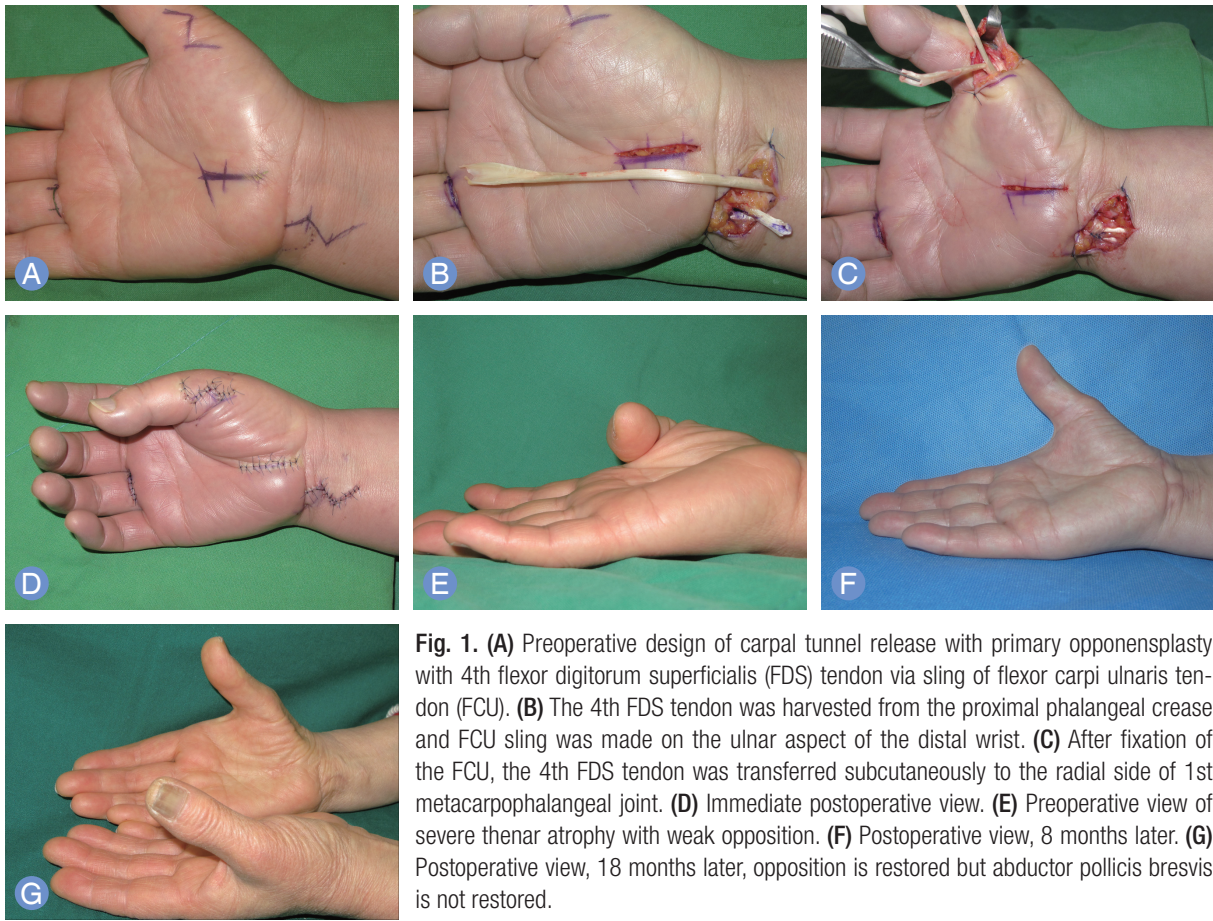 A
B
C
D
E
F
G
Fig. 1. (A) Preoperative design of carpal tunnel release with primary opponensplasty
with 4th flexor digitorum superficialis (FDS) tendon via sling of flexor carpi ulnaris ten-
don (FCU). (B) The 4th FDS tendon was harvested from the proximal phalangeal crease
and FCU sling was made on the ulnar aspect of the distal wrist. (C) After fixation of
the FCU, the 4th FDS tendon was transferred subcutaneously to the radial side of 1st
metacarpophalangeal joint. (D) Immediate postoperative view. (E) Preoperative view of
severe thenar atrophy with weak opposition. (F) Postoperative view, 8 months later. (G)
Postoperative view, 18 months later, opposition is restored but abductor pollicis bresvis
is not restored.